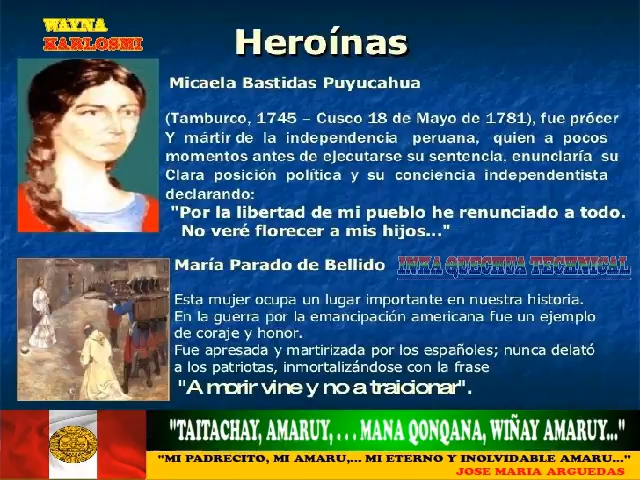 WAYNA
KARLOSMI
Heroínas
Micaela Bastidas Puyucahua
(Tamburco, 1745 – Cusco 18 de Mayo de 1781), fue prócer
Y mártir de la independencia peruana, quien a pocos
momentos antes de ejecutarse su sentencia, enunclaría su
Clara posición política y su conciencia independentista
declarando:
"Por la libertad de mi pueblo he renunciado a todo.
No veré florecer a mis hijos..."
María Parado de Bellido
INKA QUECHUA TECHNICAL
Esta mujer ocupa un lugar importante en nuestra historia.
En la guerra por la emancipación americana fue un ejemplo
de coraje y honor.
Fue apresada y martirizada por los españoles; nunca delató
a los patriotas, inmortalizándose con la frase
"A morir vine y no a traicionar".
"TAITACHAY, AMARUY, . . . MANA QONQANA, WIÑAY AMARUY..."
"MI PADRECITO, MI AMARU,... MI ETERNO Y INOLVIDABLE AMARU..."
JOSE MARIA ARGUEDAS